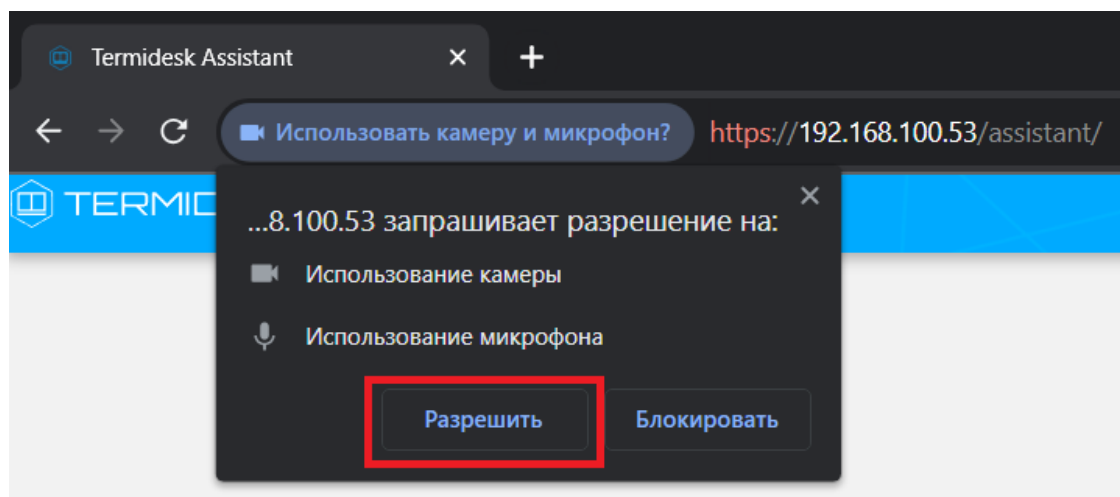 Termidesk Assistant
Использовать камеру и микрофон? https://192.168.100.53/assistant/
TERMID
...8.100.53 запрашивает разрешение на:
Использование камеры
Использование микрофона
Разрешить Блокировать